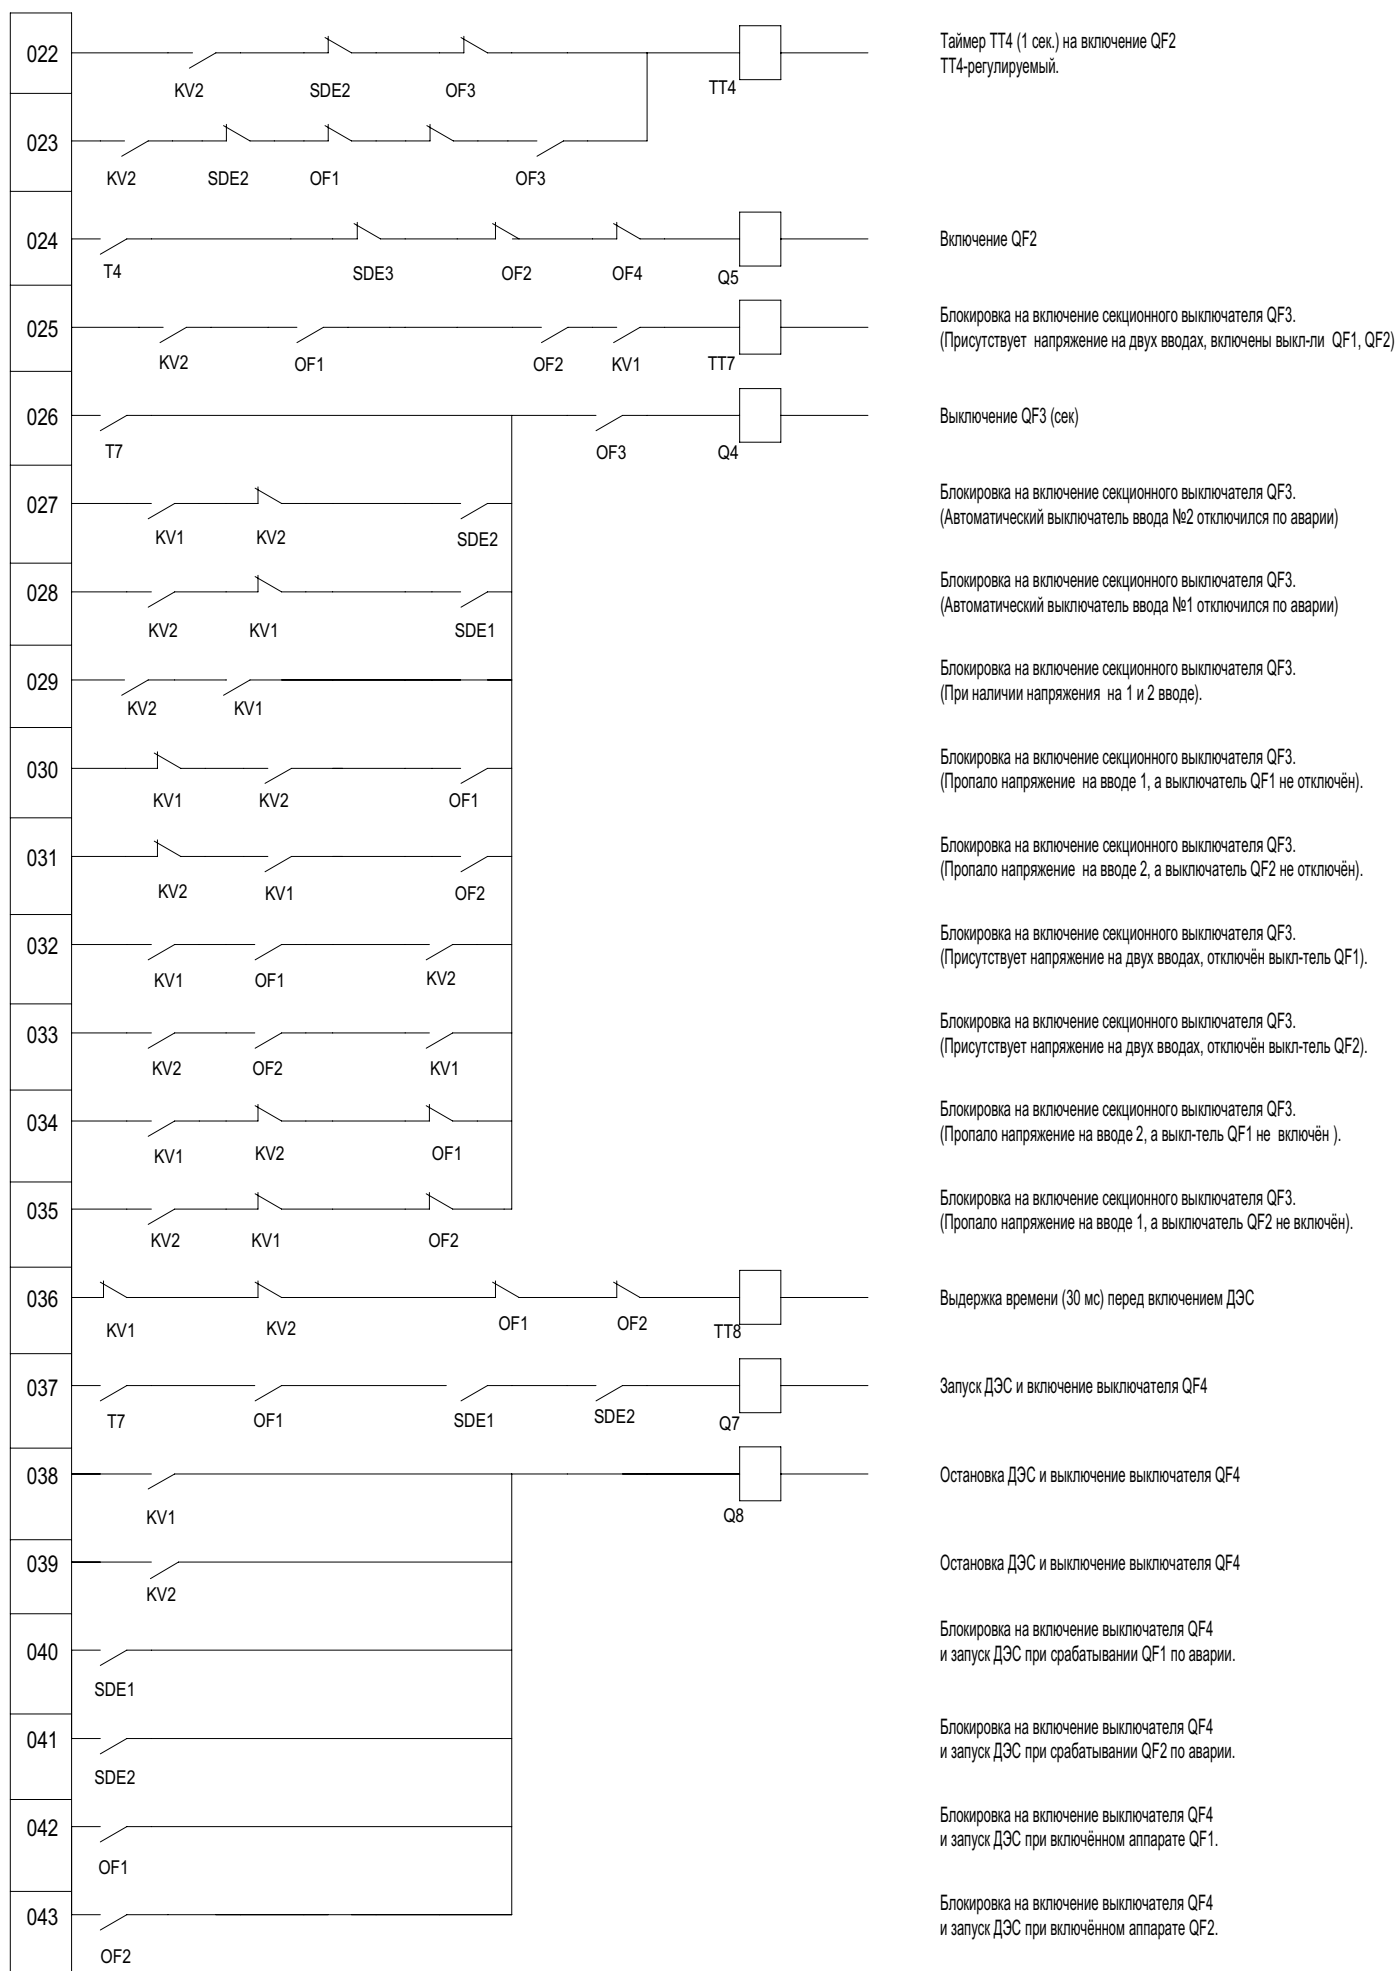 022
KV2 SDE2 OF3 TT4
Таймер ТТ4 (1 сек.) на включение QF2
ТТ4-регулируемый.
023
KV2 SDE2 OF1 OF3
024
T4 SDE3 OF2 OF4 Q5
Включение QF2
025
KV2 OF1 OF2 KV1 TT7
Блокировка на включение секционного выключателя QF3.
(Присутствует напряжение на двух вводах, включены выкл-ли QF1, QF2)
026
T7 OF3 Q4
Выключение QF3 (сек)
027
KV1 KV2 SDE2
Блокировка на включение секционного выключателя QF3.
(Автоматический выключатель ввода №2 отключился по аварии)
028
KV2 KV1 SDE1
Блокировка на включение секционного выключателя QF3.
(Автоматический выключатель ввода №1 отключился по аварии)
029
KV2 KV1
Блокировка на включение секционного выключателя QF3.
(При наличии напряжения на 1 и 2 вводе).
030
KV1 KV2 OF1
Блокировка на включение секционного выключателя QF3.
(Пропало напряжение на вводе 1, а выключатель QF1 не отключён).
031
KV2 KV1 OF2
Блокировка на включение секционного выключателя QF3.
(Пропало напряжение на вводе 2, а выключатель QF2 не отключён).
032
KV1 OF1 KV2
Блокировка на включение секционного выключателя QF3.
(Присутствует напряжение на двух вводах, отключён выкл-тель QF1).
033
KV2 OF2 KV1
Блокировка на включение секционного выключателя QF3.
(Присутствует напряжение на двух вводах, отключён выкл-тель QF2).
034
KV1 KV2 OF1
Блокировка на включение секционного выключателя QF3.
(Пропало напряжение на вводе 2, а выкл-тель QF1 не включён ).
035
KV2 KV1 OF2
Блокировка на включение секционного выключателя QF3.
(Пропало напряжение на вводе 1, а выключатель QF2 не включён).
036
KV1 KV2 OF1 OF2 TT8
Выдержка времени (30 мс) перед включением ДЭС
037
T7 OF1 SDE1 SDE2 Q7
Запуск ДЭС и включение выключателя QF4
038
KV1 Q8
Остановка ДЭС и выключение выключателя QF4
039
KV2
Остановка ДЭС и выключение выключателя QF4
040
SDE1
Блокировка на включение выключателя QF4
и запуск ДЭС при срабатывании QF1 по аварии.
041
SDE2
Блокировка на включение выключателя QF4
и запуск ДЭС при срабатывании QF2 по аварии.
042
OF1
Блокировка на включение выключателя QF4
и запуск ДЭС при включённом аппарате QF1.
043
OF2
Блокировка на включение выключателя QF4
и запуск ДЭС при включённом аппарате QF2.